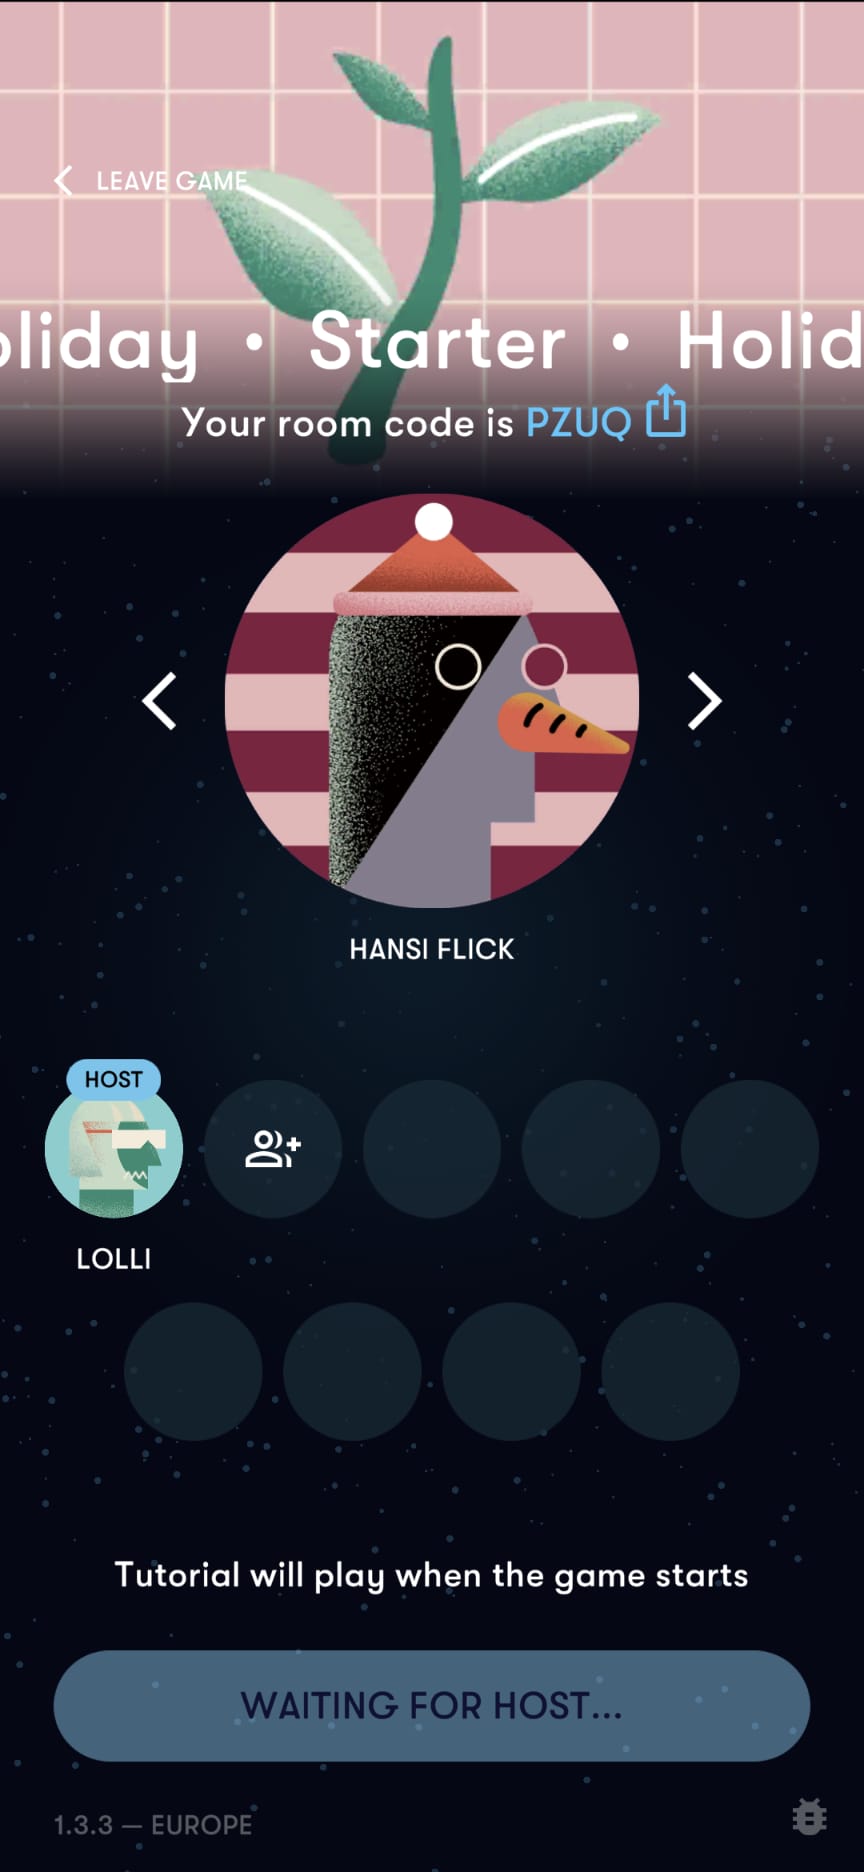 LEAVE GAME
oliday • Starter • Holid
Your room code is PZUQ
HANSI FLICK
HOST
LOLLI
Tutorial will play when the game starts
WAITING FOR HOST...
1.3.3 — EUROPE